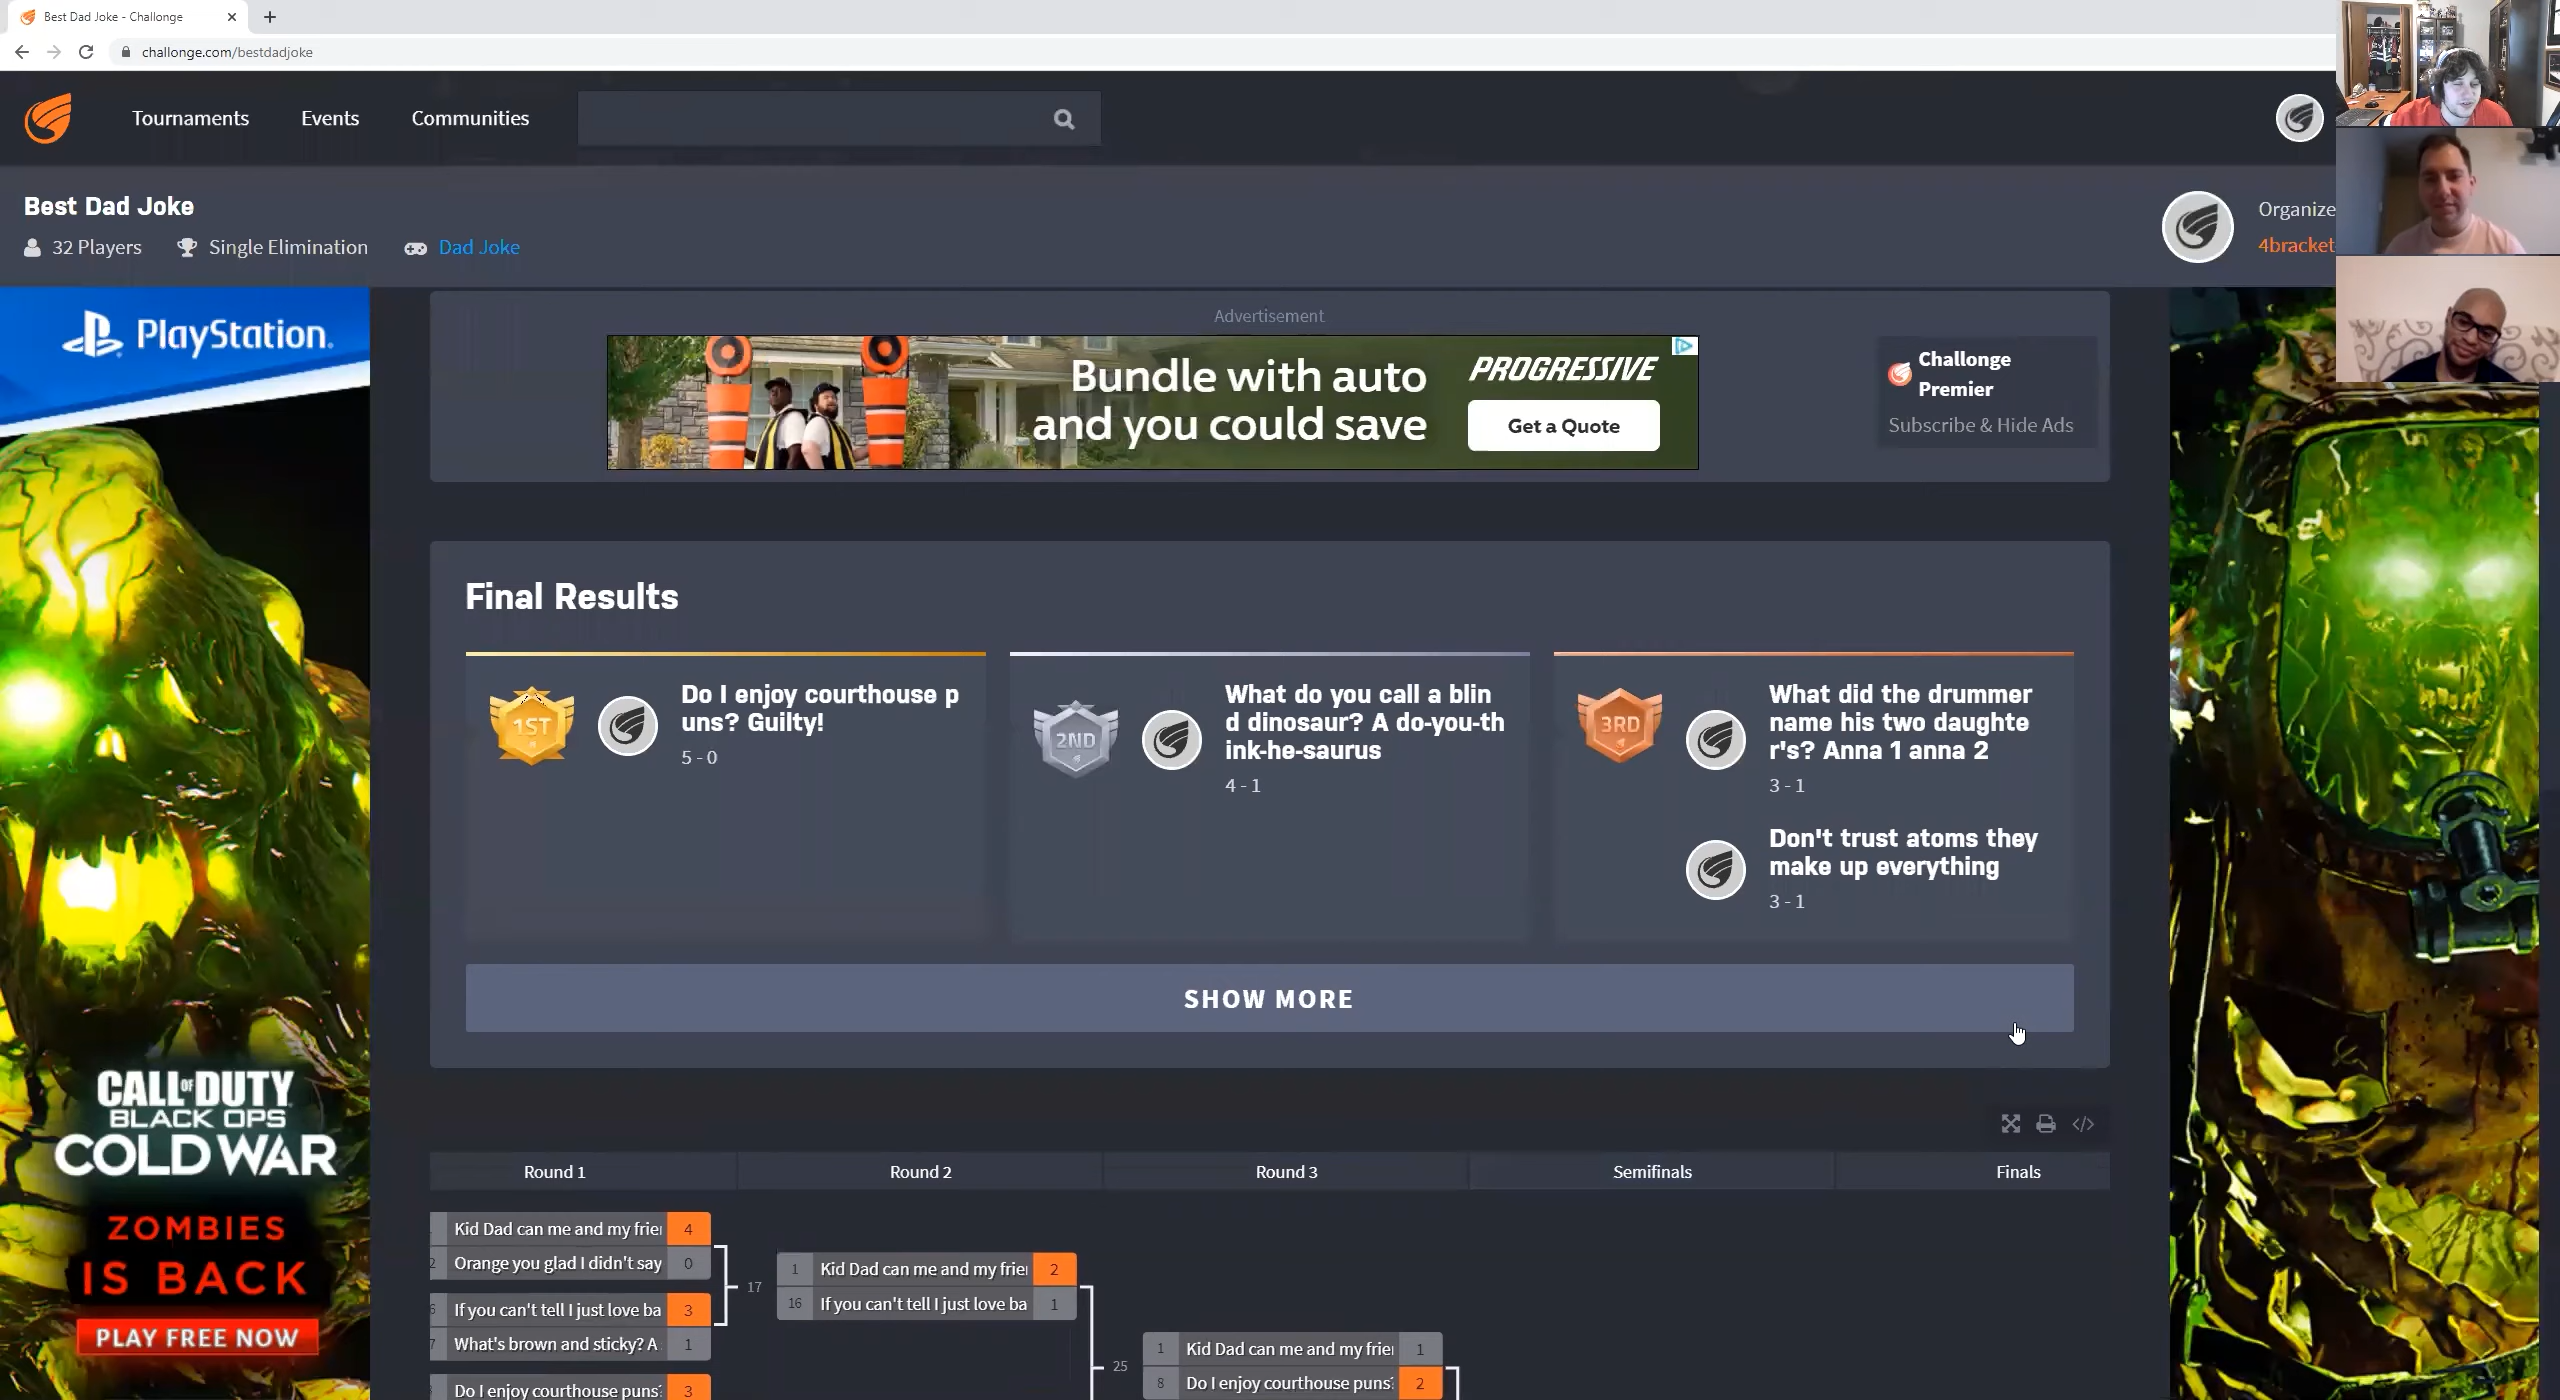 Best Dad Joke - Challonge
challonge.com/bestdadjoke
Tournaments
Events
Communities
Best Dad Joke
32 Players
Single Elimination
Dad Joke
Organize
4bracket
PlayStation.
Advertisement
Bundle with auto
and you could save
PROGRESSIVE
Get a Quote
Challonge
Premier
Subscribe & Hide Ads
Final Results
1ST
Do I enjoy courthouse p
uns? Guilty!
5 - 0
2ND
What do you call a blin
d dinosaur? A do-you-th
ink-he-saurus
4 - 1
3RD
What did the drummer
name his two daughte
r's? Anna 1 anna 2
3 - 1
Don't trust atoms they
make up everything
3 - 1
SHOW MORE
CALL OF DUTY
BLACK OPS
COLD WAR
ZOMBIES
IS BACK
PLAY FREE NOW
Round 1
Round 2
Round 3
Semifinals
Finals
Kid Dad can me and my frie
4
2 Orange you glad I didn't say
0
If you can't tell I just love ba
3
7 What's brown and sticky? A
1
Do I enjoy courthouse puns?
3
17
1 Kid Dad can me and my frie
2
16 If you can't tell I just love ba
1
25
1 Kid Dad can me and my frie
1
8 Do I enjoy courthouse puns?
2